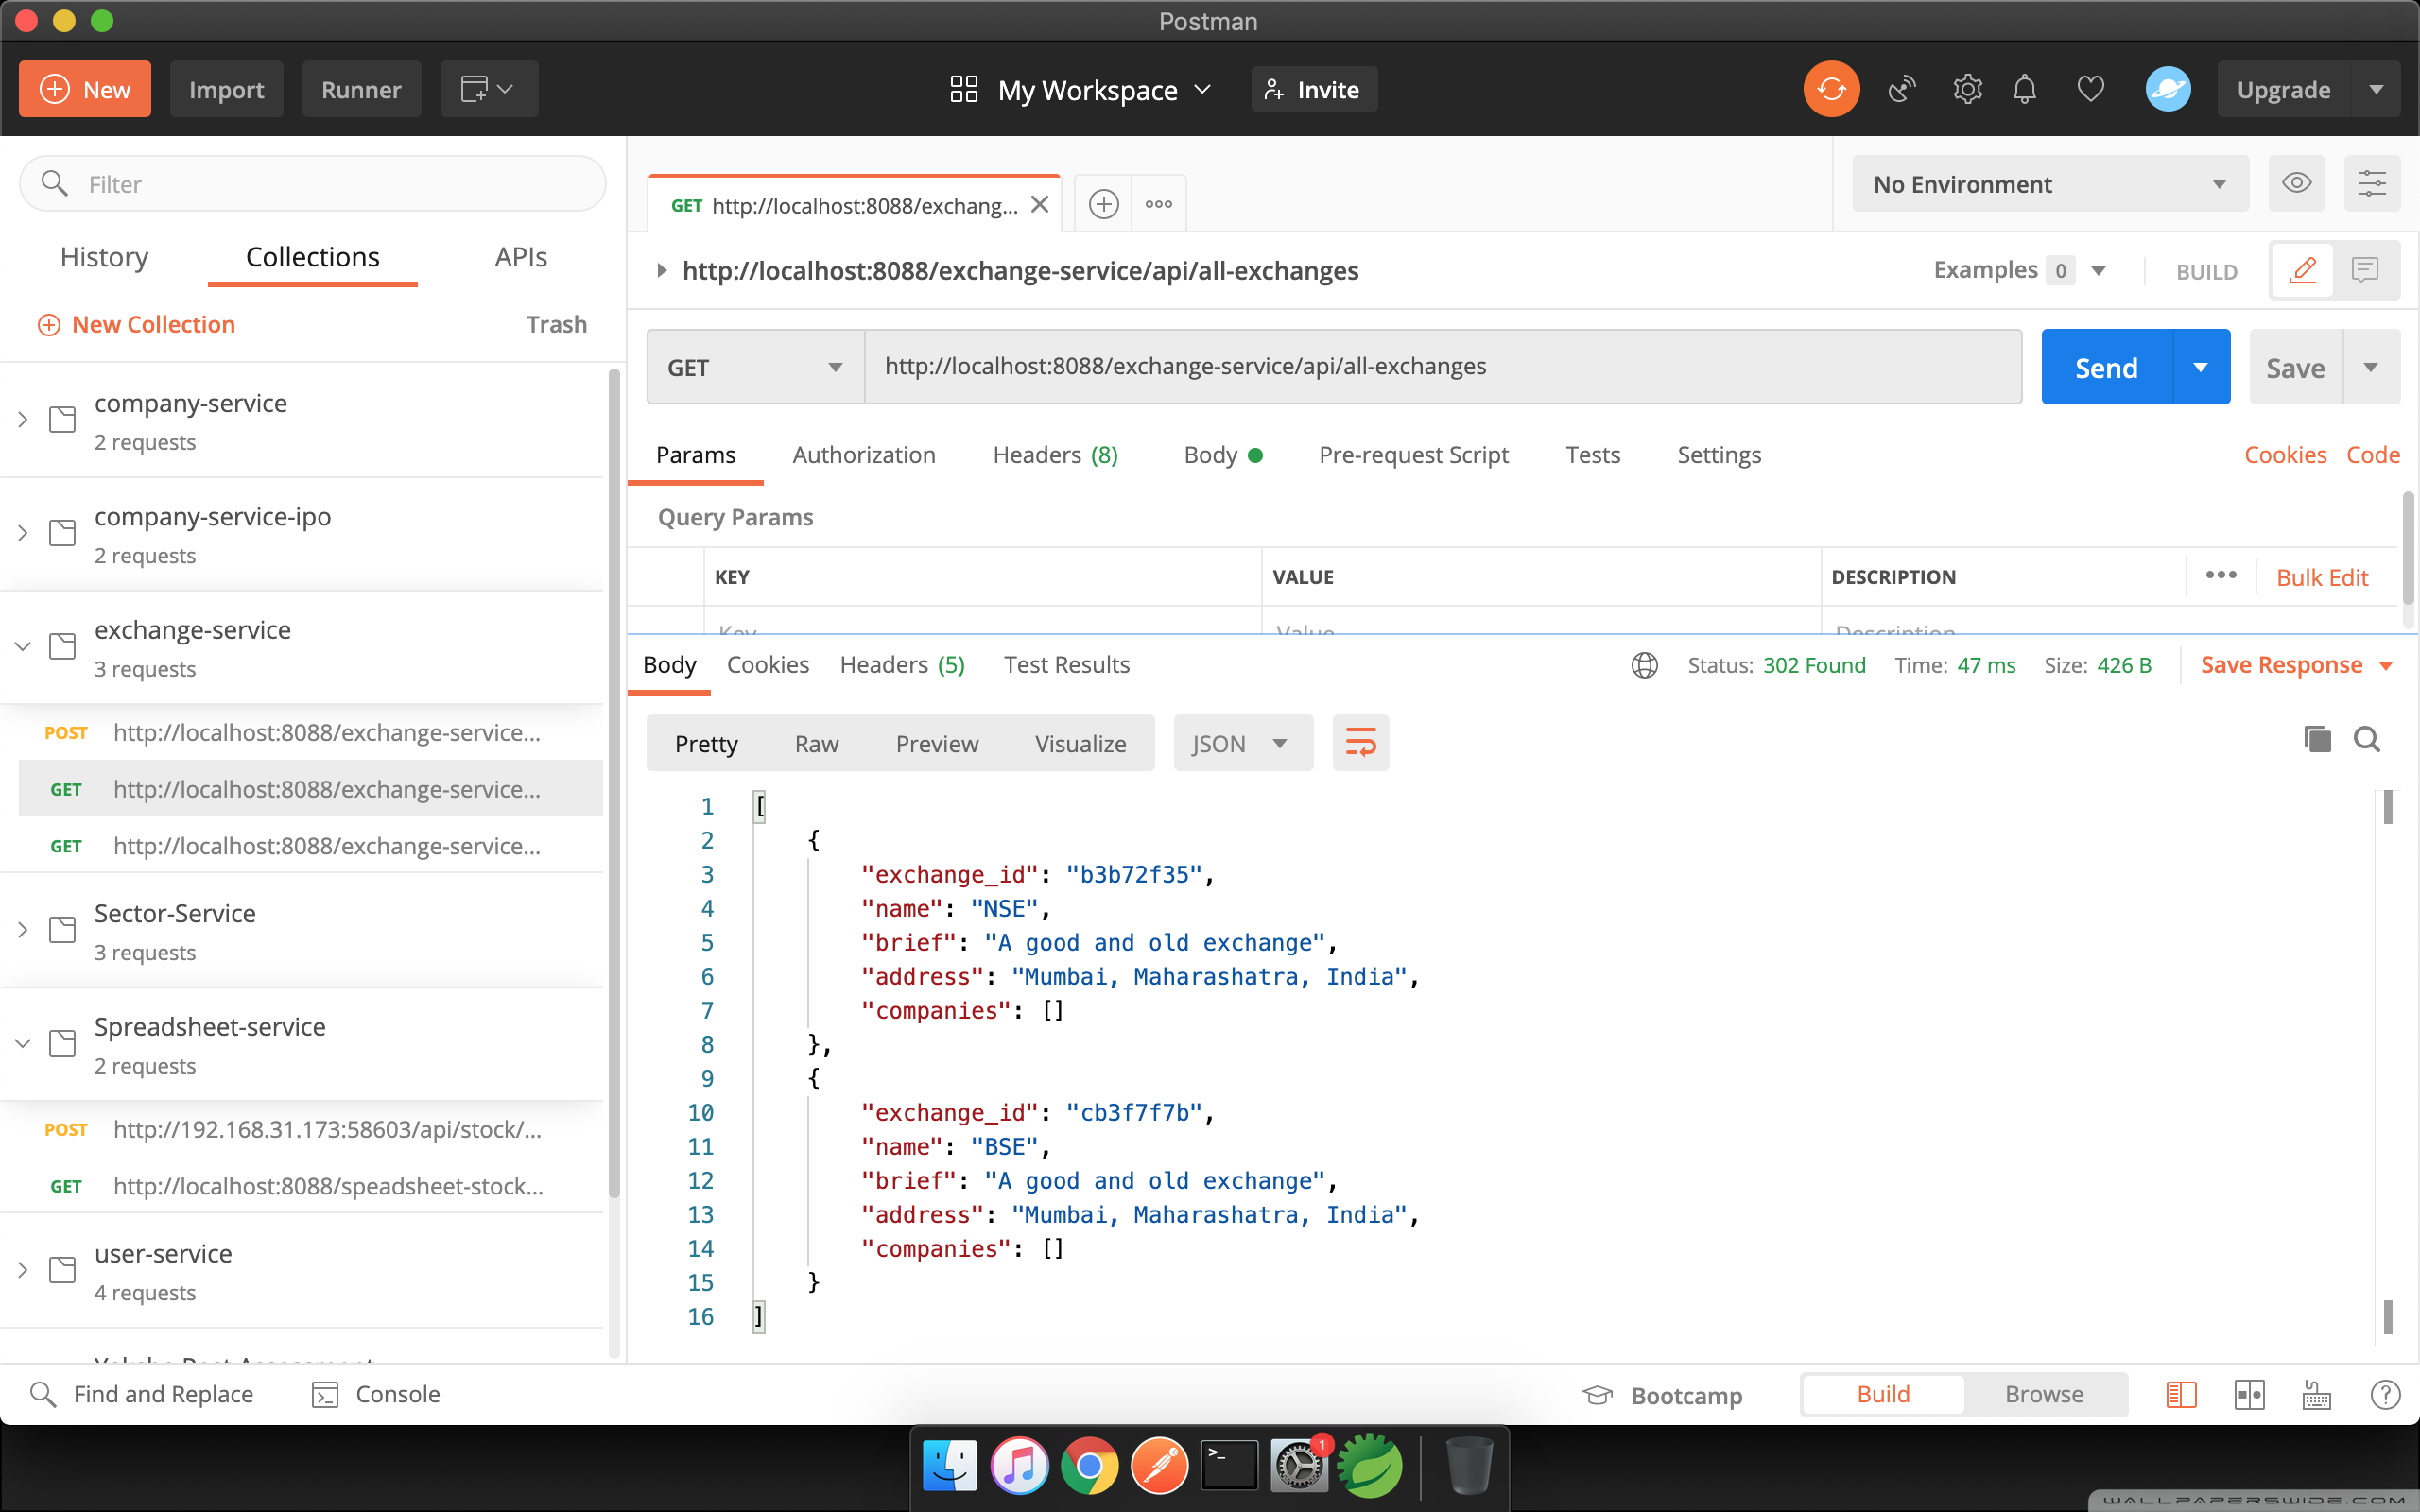 Postman
New
Import
Runner
My Workspace
Invite
Upgrade
Filter
History
Collections
APIs
New Collection
Trash
company-service
2 requests
company-service-ipo
2 requests
exchange-service
3 requests
POST http://localhost:8088/exchange-service...
GET http://localhost:8088/exchange-service...
GET http://localhost:8088/exchange-service...
Sector-Service
3 requests
Spreadsheet-service
2 requests
POST http://192.168.31.173:58603/api/stock/...
GET http://localhost:8088/speadsheet-stock...
user-service
4 requests
GET http://localhost:8088/exchang...
No Environment
http://localhost:8088/exchange-service/api/all-exchanges
Examples 0
BUILD
GET
http://localhost:8088/exchange-service/api/all-exchanges
Send
Save
Params
Authorization
Headers (8)
Body
Pre-request Script
Tests
Settings
Cookies
Code
Query Params
KEY
VALUE
DESCRIPTION
Bulk Edit
Key
Value
Description
Body
Cookies
Headers (5)
Test Results
Status: 302 Found
Time: 47 ms
Size: 426 B
Save Response
Pretty
Raw
Preview
Visualize
JSON
1 [
2 {
3 "exchange_id": "b3b72f35",
4 "name": "NSE",
5 "brief": "A good and old exchange",
6 "address": "Mumbai, Maharashtra, India",
7 "companies": []
8 },
9 {
10 "exchange_id": "cb3f7f7b",
11 "name": "BSE",
12 "brief": "A good and old exchange",
13 "address": "Mumbai, Maharashtra, India",
14 "companies": []
15 }
16 ]
Find and Replace
Console
Bootcamp
Build
Browse
1
WALLPAPERSWIDE.COM